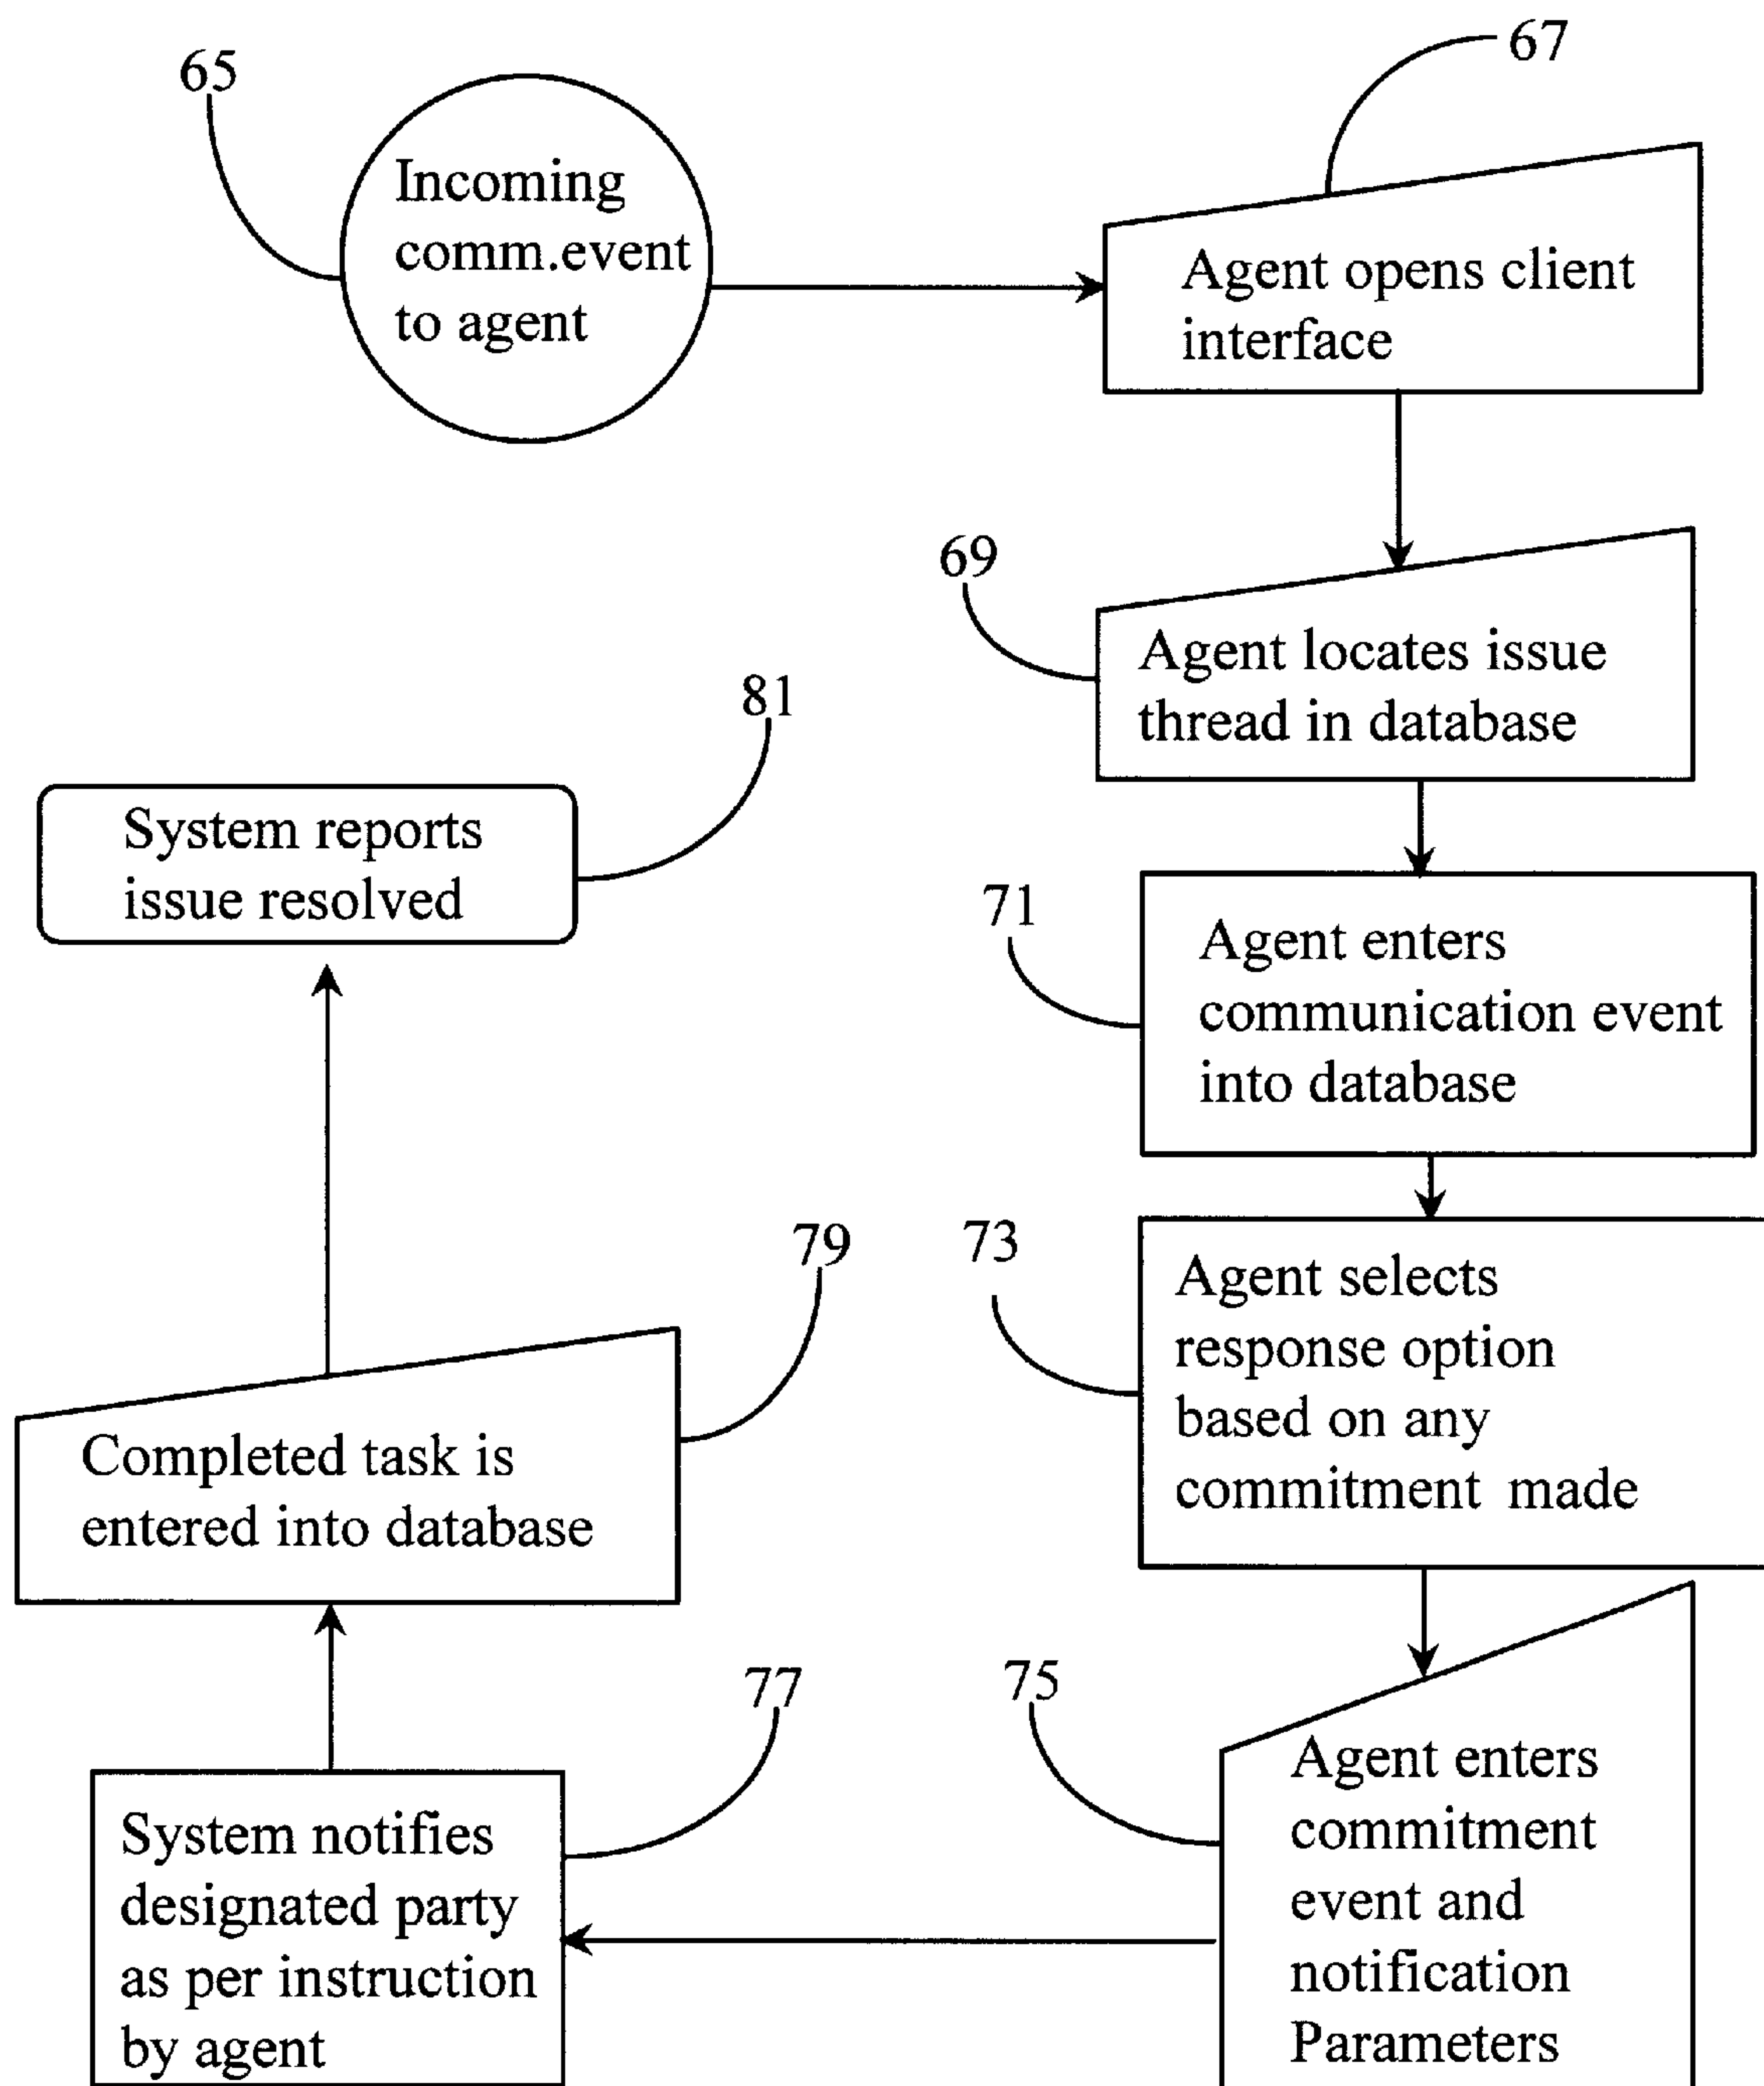 65
Incoming
comm.event
to agent
67
Agent opens client
interface
69
Agent locates issue
thread in database
71
Agent enters
communication event
into database
73
Agent selects
response option
based on any
commitment made
75
Agent enters
commitment
event and
notification
Parameters
77
System notifies
designated party
as per instruction
by agent
79
Completed task is
entered into database
81
System reports
issue resolved